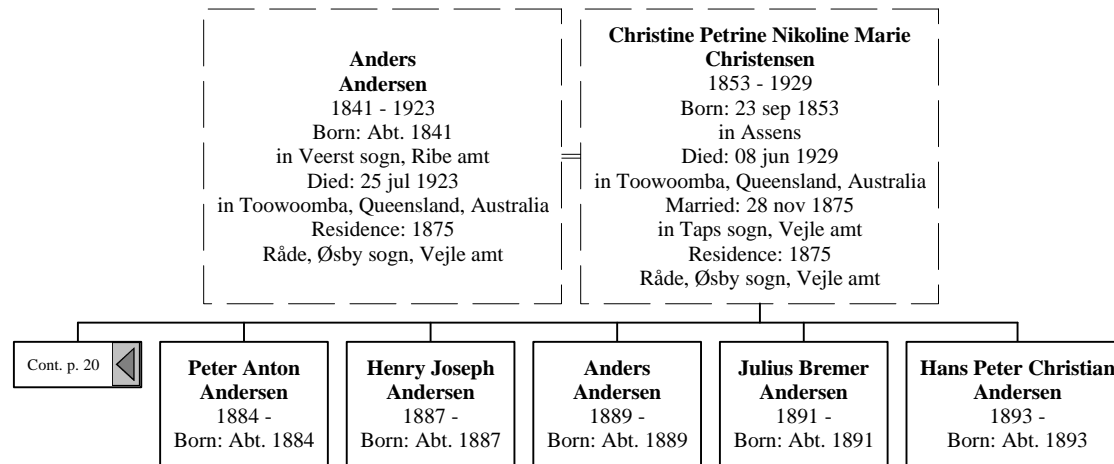 Anders
Andersen
1841 - 1923
Born: Abt. 1841
in Veerst sogn, Ribe amt
Died: 25 jul 1923
in Toowoomba, Queensland, Australia
Residence: 1875
Råde, Øsby sogn, Vejle amt
Christine Petrine Nikoline Marie
Christensen
1853 - 1929
Born: 23 sep 1853
in Assens
Died: 08 jun 1929
in Toowoomba, Queensland, Australia
Married: 28 nov 1875
in Taps sogn, Vejle amt
Residence: 1875
Råde, Øsby sogn, Vejle amt
Cont. p. 20
Peter Anton
Andersen
1884 -
Born: Abt. 1884
Henry Joseph
Andersen
1887 -
Born: Abt. 1887
Anders
Andersen
1889 -
Born: Abt. 1889
Julius Bremer
Andersen
1891 -
Born: Abt. 1891
Hans Peter Christian
Andersen
1893 -
Born: Abt. 1893